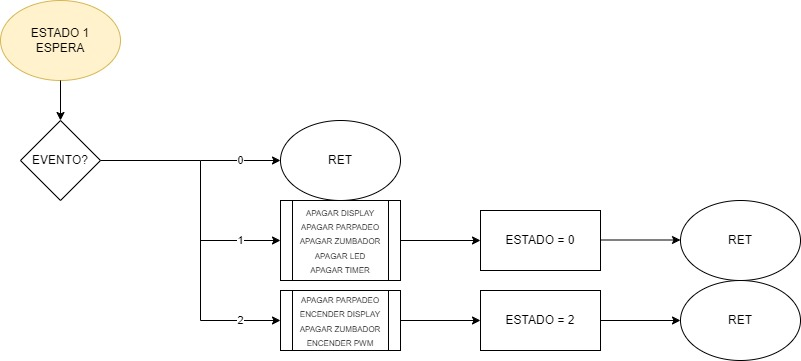 ESTADO 1
ESPERA
EVENTO?
0
RET
1
APAGAR DISPLAY
APAGAR PARPADEO
APAGAR ZUMBADOR
APAGAR LED
APAGAR TIMER
ESTADO = 0
RET
2
APAGAR PARPADEO
ENCENDER DISPLAY
APAGAR ZUMBADOR
ENCENDER PWM
ESTADO = 2
RET